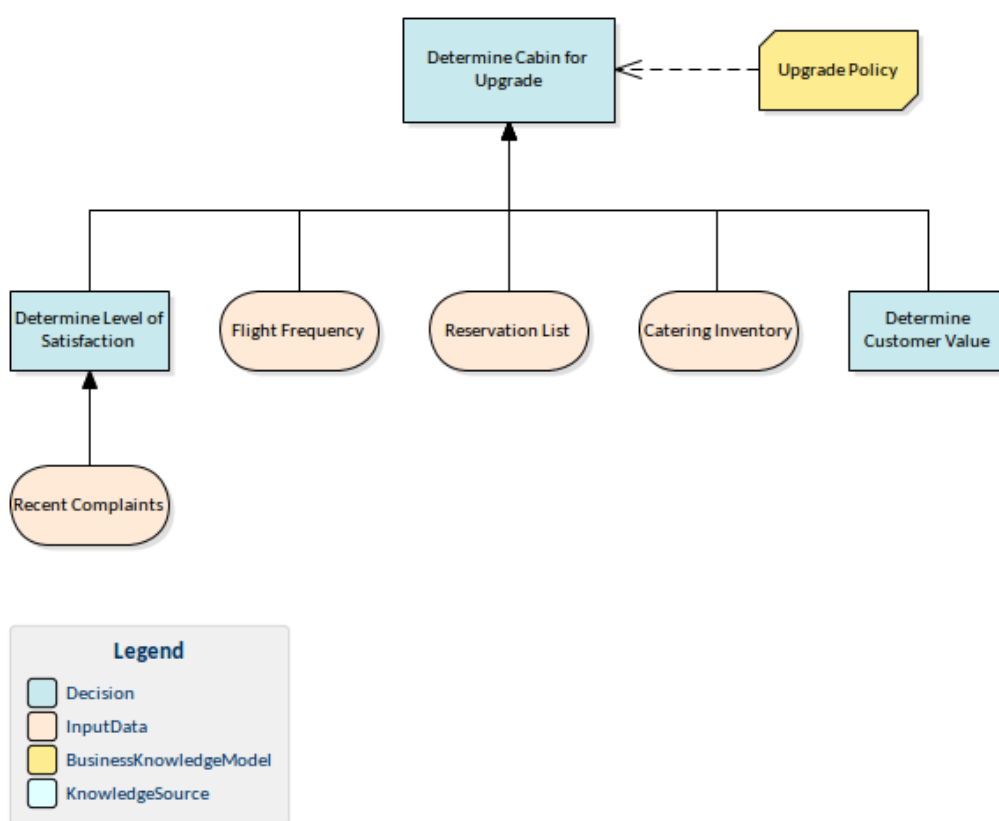 Determine Cabin for
Upgrade
Upgrade Policy
Determine Level of
Satisfaction
Flight Frequency
Reservation List
Catering Inventory
Determine
Customer Value
Recent Complaints
Legend
Decision
InputData
BusinessKnowledgeModel
KnowledgeSource